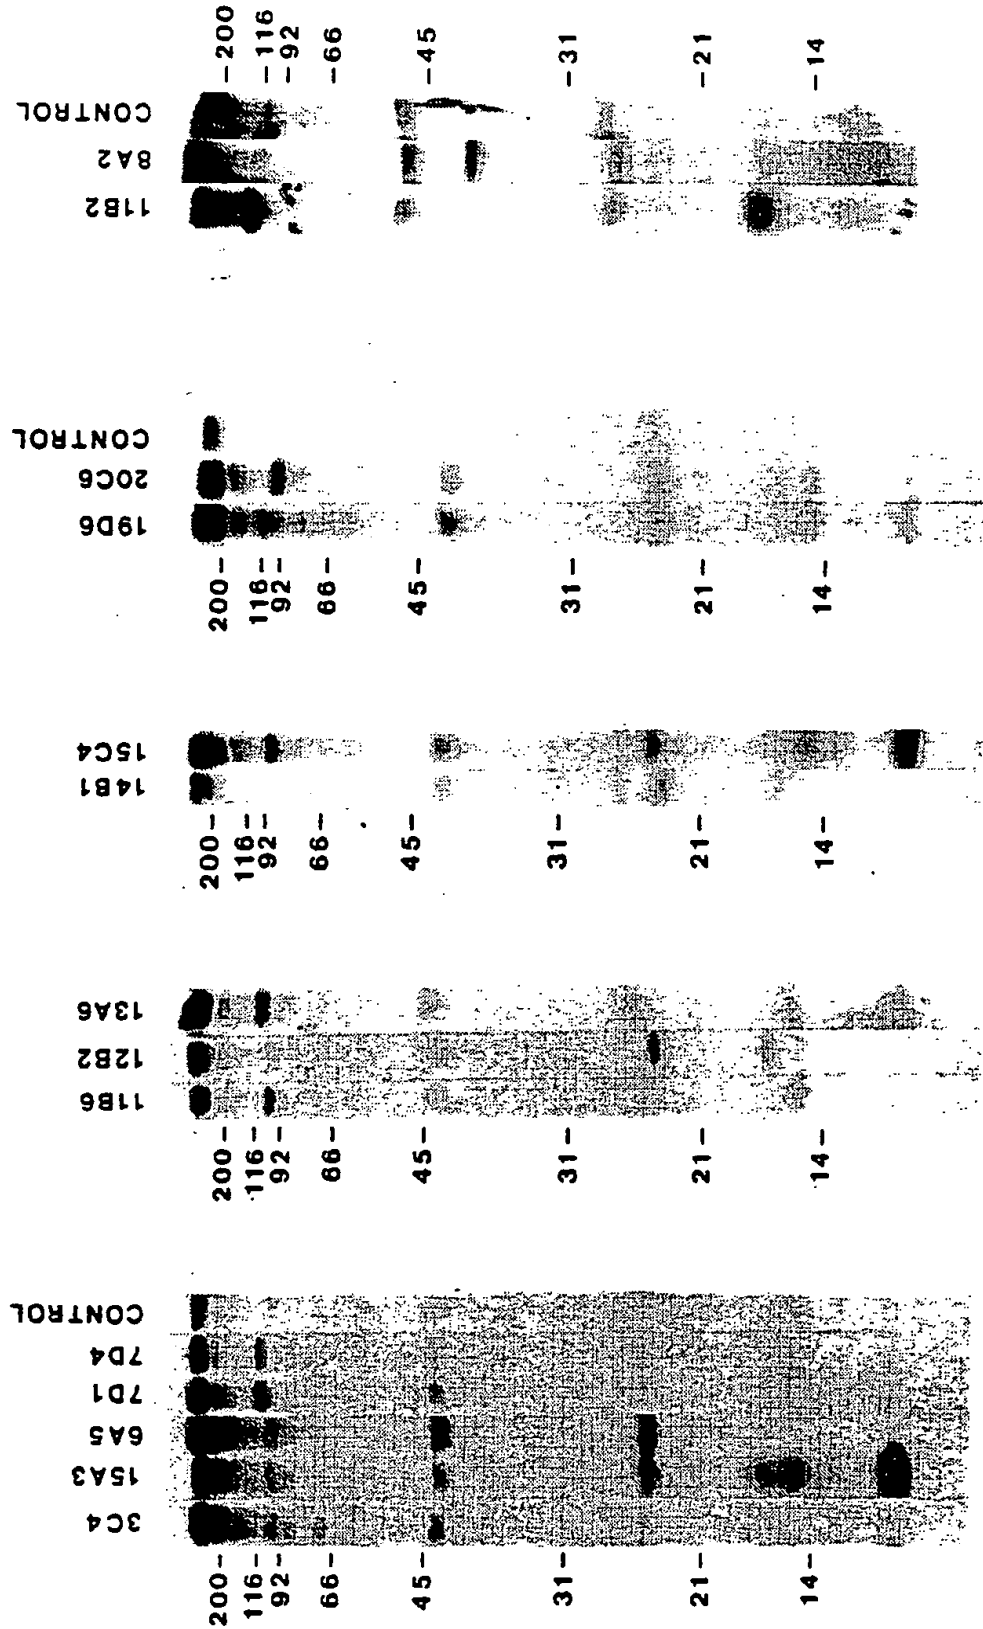 CONTROL
8A2
11B2
-200
-116
-92
-66
-45
-31
-21
-14
CONTROL
20C6
19D6
200-
116-
92-
66-
45-
31-
21-
14-
15C4
14B1
200-
116-
92-
66-
45-
31-
21-
14-
13A6
12B2
11B6
200-
116-
92-
66-
45-
31-
21-
14-
CONTROL
7D4
7D1
6A5
15A3
3C4
200-
116-
92-
66-
45-
31-
21-
14-